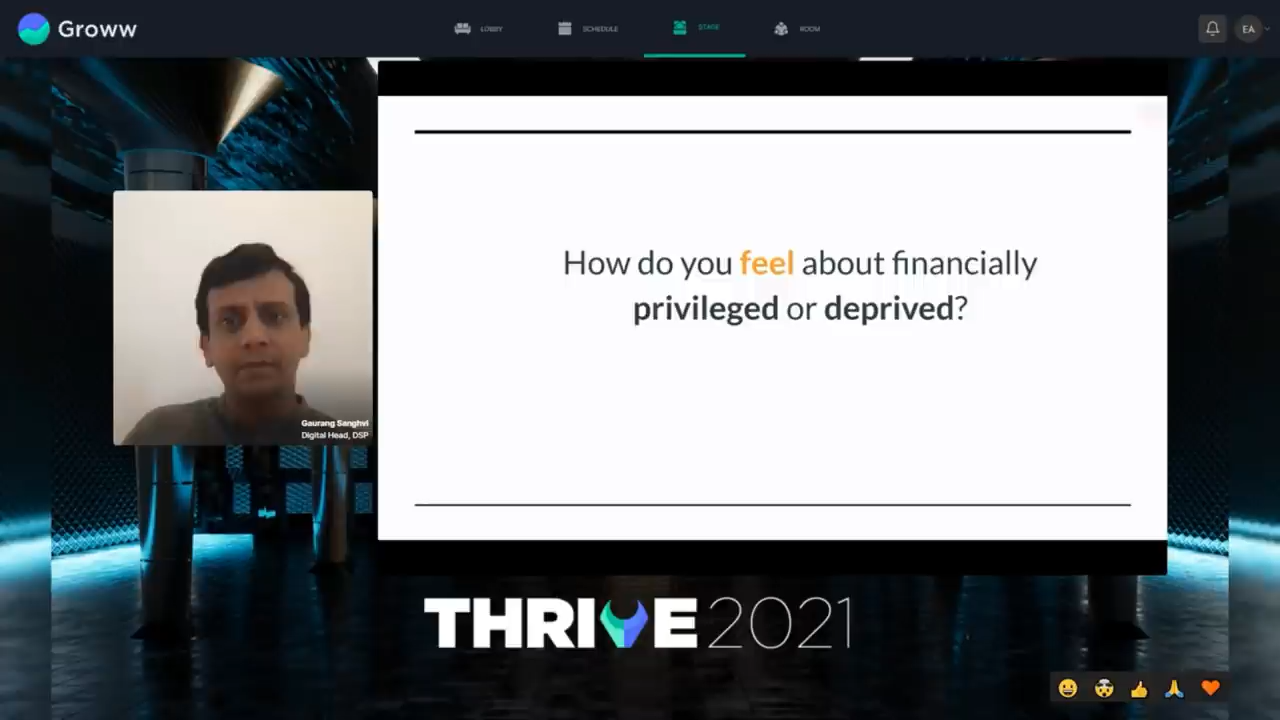 Groww
LOBBY
SCHEDULE
STAGE
ROOM
EA
How do you feel about financially
privileged or deprived?
Gaurang Sanghvi
Digital Head, DSP
THRIVE 2021